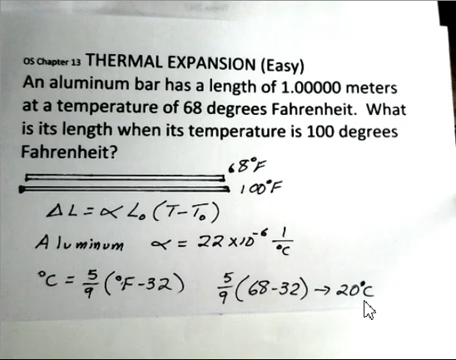 OS Chapter 13 THERMAL EXPANSION (Easy)
An aluminum bar has a length of 1.00000 meters
at a temperature of 68 degrees Fahrenheit. What
is its length when its temperature is 100 degrees
Fahrenheit?
68°F
100°F
ΔL = ∝ L₀ (T-T₀)
Aluminum ∝ = 22 x10⁻⁶ 1/°C
°C = 5/9 (°F-32) 5/9 (68-32) → 20°C